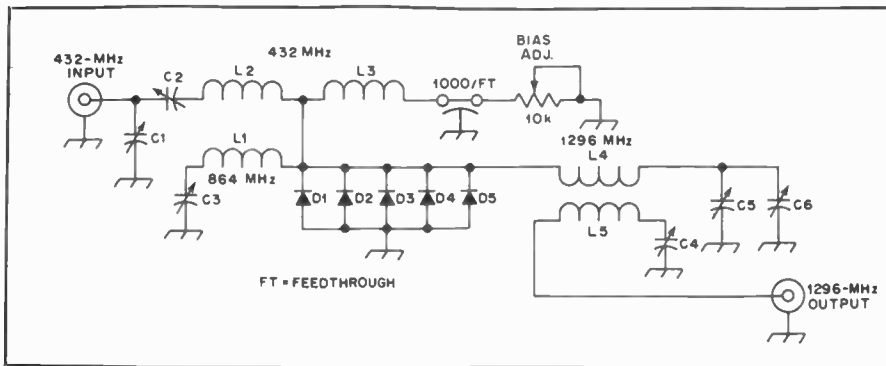 432-MHz
INPUT
C2
L2
432 MHz
L3
1000/FT
BIAS
ADJ.
10k
C1
L1
864 MHz
C3
D1
D2
D3
D4
D5
1296 MHz
L4
L5
C4
C5
C6
FT = FEEDTHROUGH
1296-MHz
OUTPUT